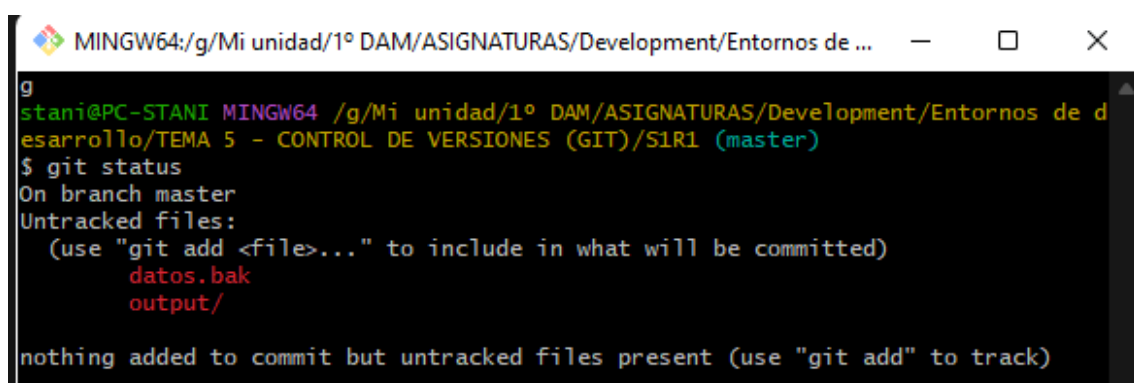 MINGW64:/g/Mi unidad/1º DAM/ASIGNATURAS/Development/Entornos de ...
g
stani@PC-STANI MINGW64 /g/Mi unidad/1º DAM/ASIGNATURAS/Development/Entornos de d
esarrollo/TEMA 5 - CONTROL DE VERSIONES (GIT)/S1R1 (master)
$ git status
On branch master
Untracked files:
  (use "git add <file>..." to include in what will be committed)
        datos.bak
        output/

nothing added to commit but untracked files present (use "git add" to track)